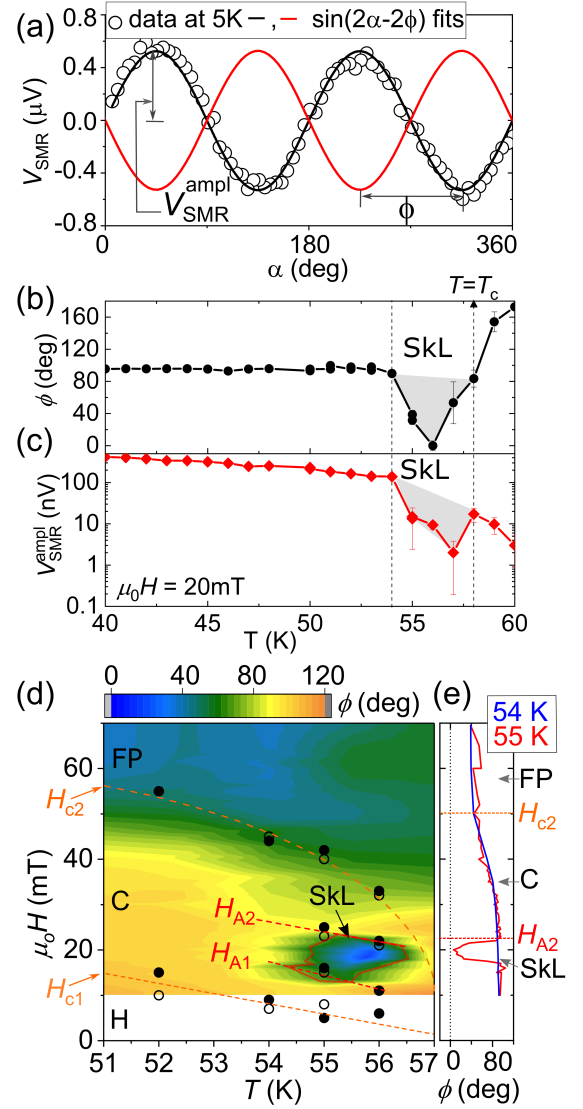 (a)
data at 5K – , – sin(2α-2ϕ) fits
V_SMR (μV)
0.8
0.4
0.0
-0.4
-0.8
V_SMR^ampl
ϕ
0 180 360
α (deg)
(b)
T=T_c
ϕ (deg)
160
120
80
40
0
SkL
(c)
V_SMR^ampl (nV)
100
10
1
0.1
SkL
μ₀H = 20mT
40 45 50 55 60
T (K)
(d)
0 40 80 120
ϕ (deg)
μ₀H (mT)
60
40
20
0
FP
H_c2
C
SkL
H_A2
H_A1
H_c1
H
51 52 53 54 55 56 57
T (K)
(e)
54 K
55 K
FP
H_c2
C
H_A2
SkL
0 80
ϕ (deg)